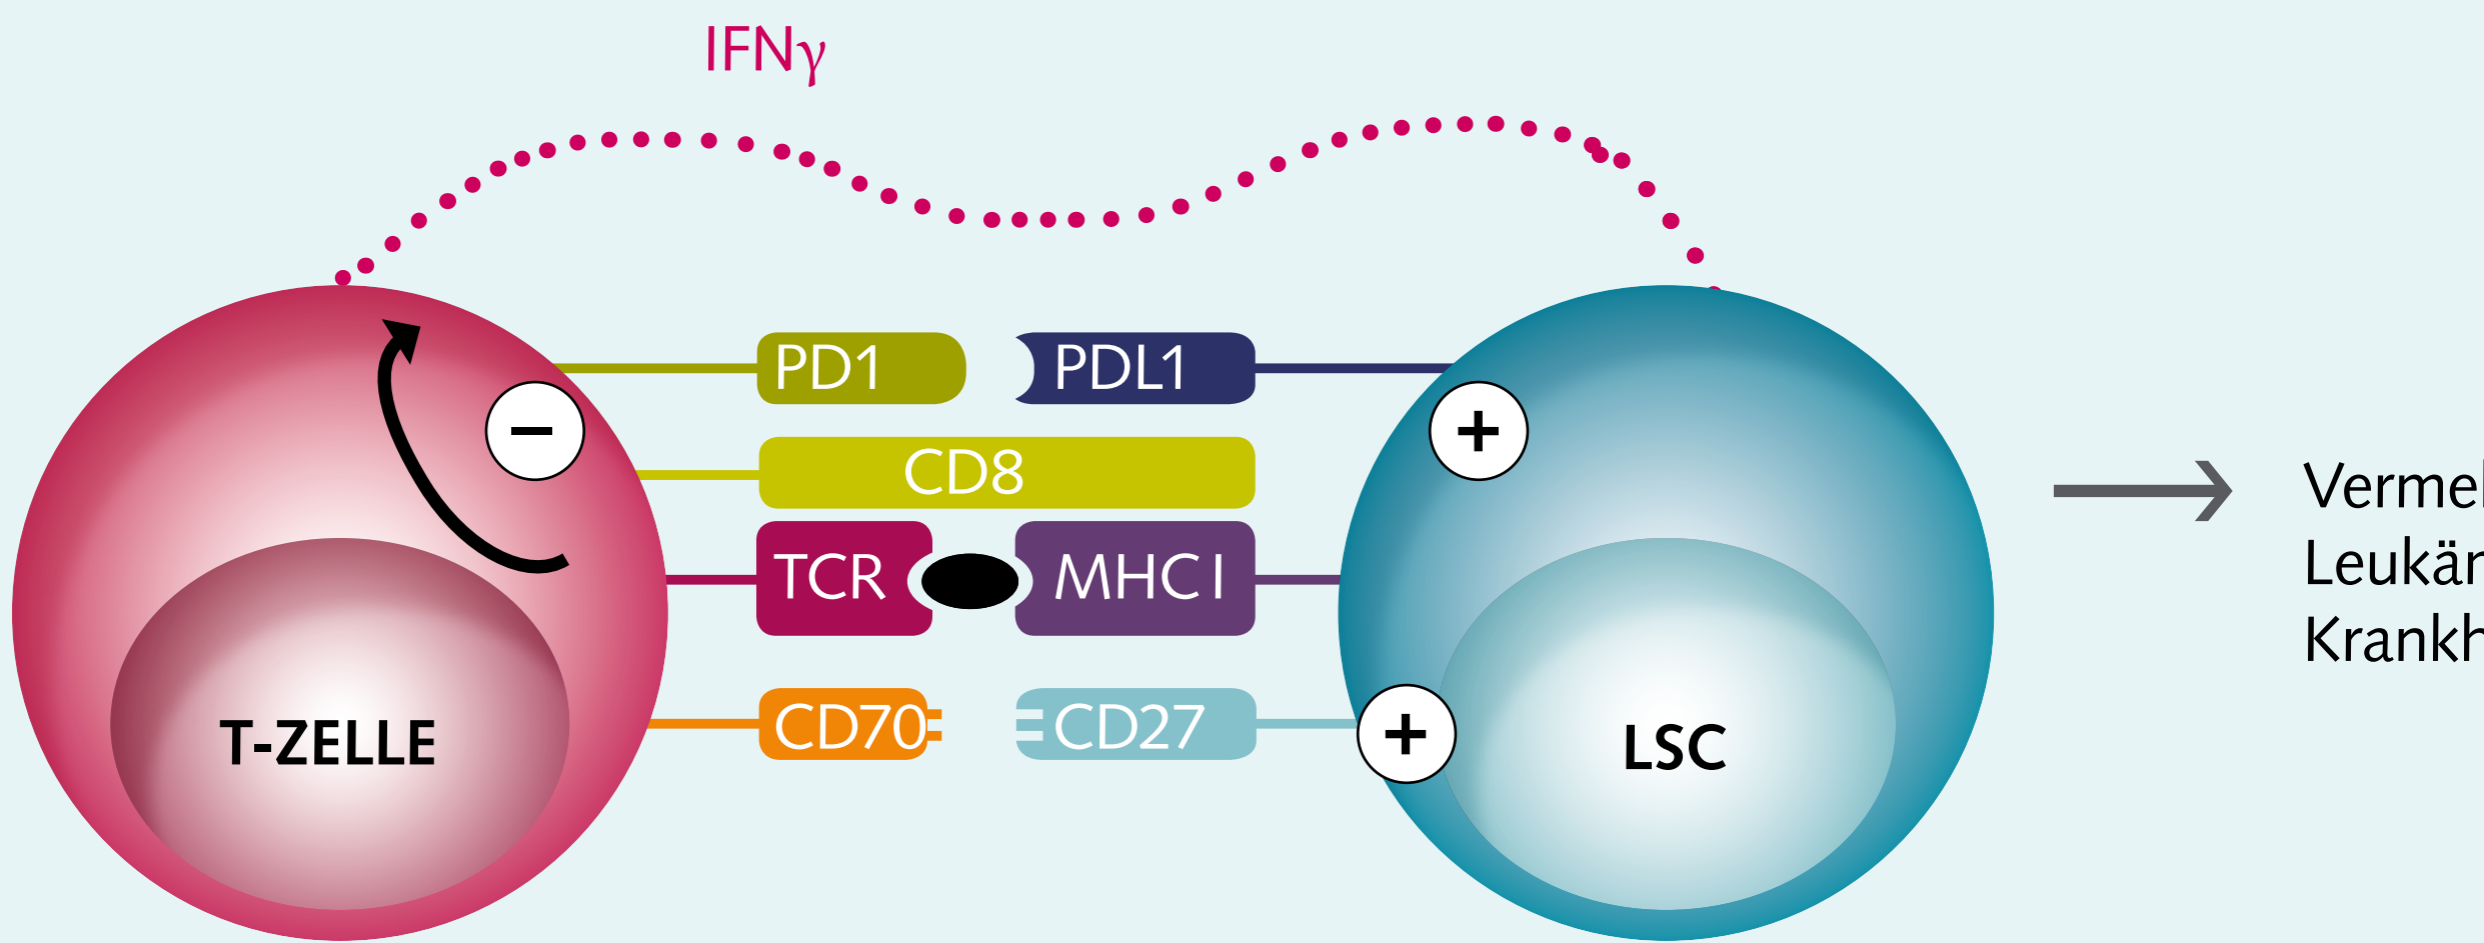 IFNγ
PD1
PDL1
CD8
TCR
MHC I
CD70
CD27
T-ZELLE
LSC